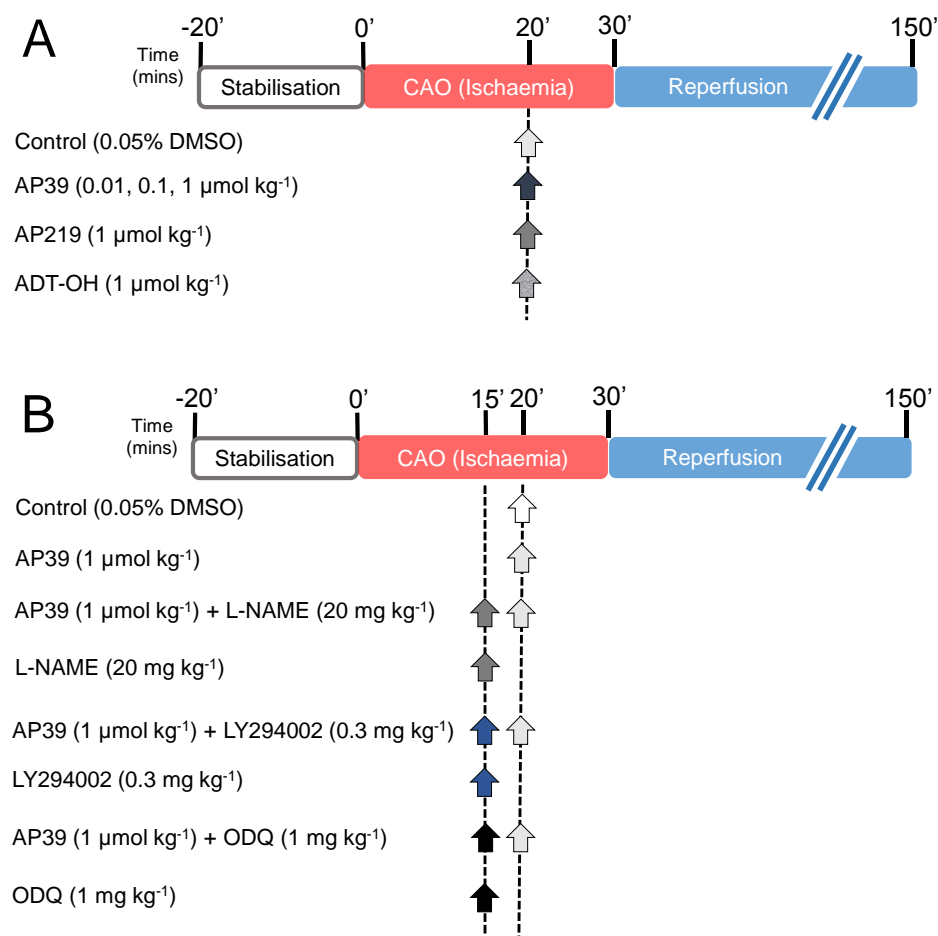 A
Time
(mins)
-20’ 0’ 20’ 30’ 150’
Stabilisation CAO (Ischaemia) Reperfusion
Control (0.05% DMSO)
AP39 (0.01, 0.1, 1 µmol kg⁻¹)
AP219 (1 µmol kg⁻¹)
ADT-OH (1 µmol kg⁻¹)
B
Time
(mins)
-20’ 0’ 15’ 20’ 30’ 150’
Stabilisation CAO (Ischaemia) Reperfusion
Control (0.05% DMSO)
AP39 (1 µmol kg⁻¹)
AP39 (1 µmol kg⁻¹) + L-NAME (20 mg kg⁻¹)
L-NAME (20 mg kg⁻¹)
AP39 (1 µmol kg⁻¹) + LY294002 (0.3 mg kg⁻¹)
LY294002 (0.3 mg kg⁻¹)
AP39 (1 µmol kg⁻¹) + ODQ (1 mg kg⁻¹)
ODQ (1 mg kg⁻¹)